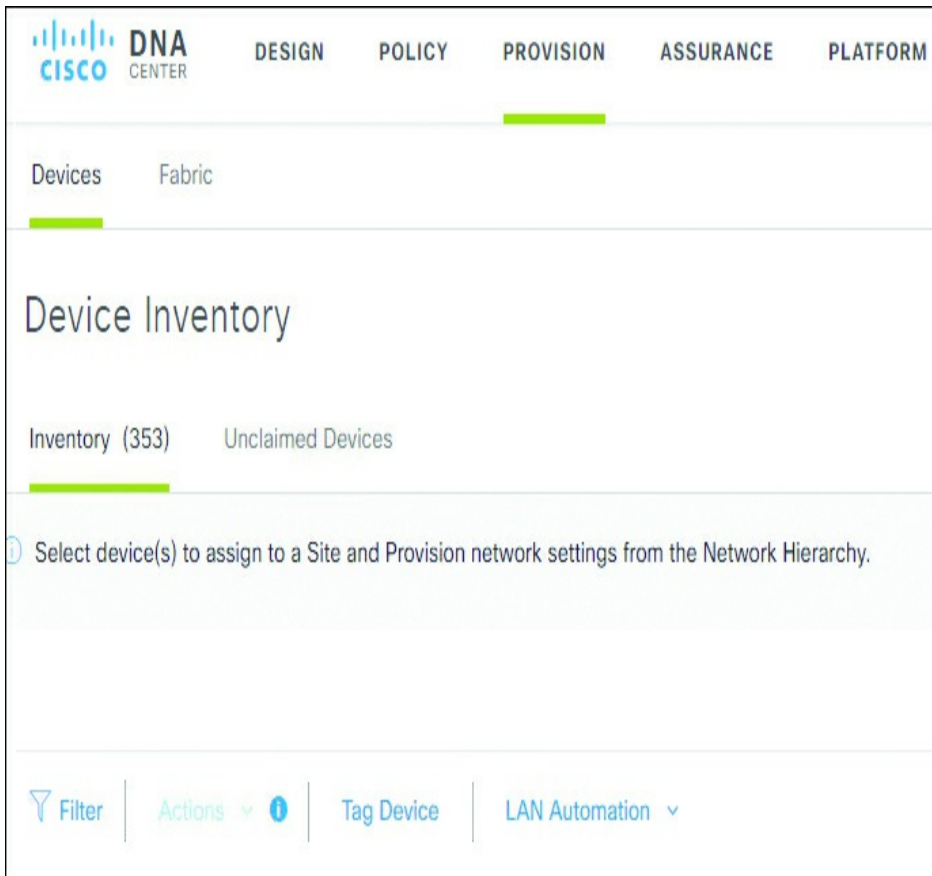 CISCO DNA CENTER DESIGN POLICY PROVISION ASSURANCE PLATFORM
Devices Fabric
Device Inventory
Inventory (353) Unclaimed Devices
Select device(s) to assign to a Site and Provision network settings from the Network Hierarchy.
Filter Actions Tag Device LAN Automation